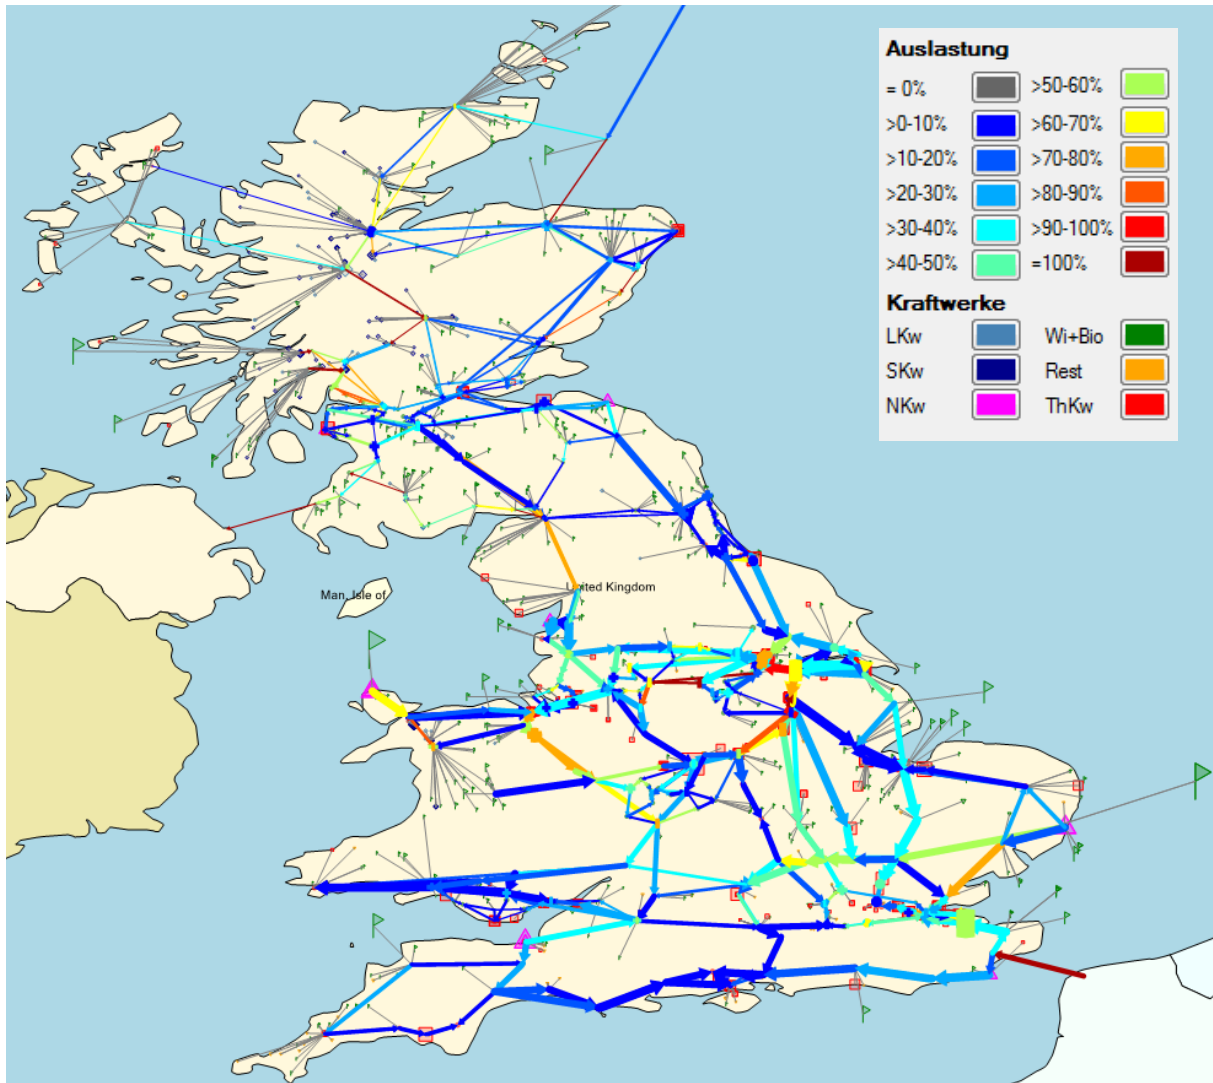 Auslastung
= 0% >50-60%
>0-10% >60-70%
>10-20% >70-80%
>20-30% >80-90%
>30-40% >90-100%
>40-50% =100%
Kraftwerke
LKw Wi+Bio
SKw Rest
NKw ThKw
United Kingdom
Man, Isle of